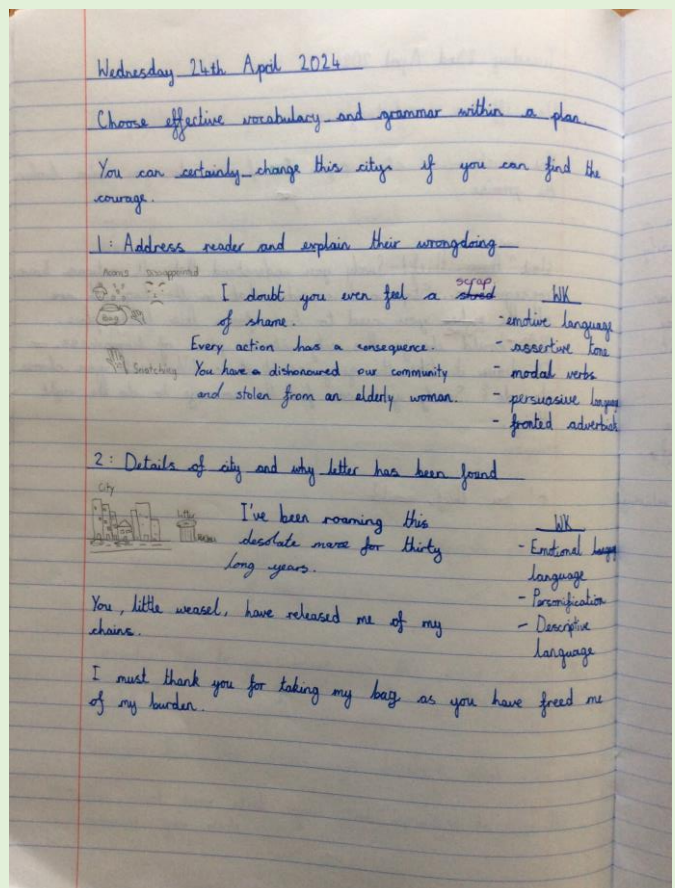 Wednesday 24th April 2024
Choose effective vocabulary and grammar within a plan.
You can certainly change this city if you can find the
courage.
1: Address reader and explain their wrongdoing
Acorns Disappointed
I doubt you even feel a shred scrap
of shame.
Every action has a consequence.
Snatching
You have a dishonoured our community
and stolen from an elderly woman.
WK
- emotive language
- assertive tone
- modal verbs
- persuasive language
- fronted adverbials
2: Details of city and why letter has been found
City
letter
I've been roaming this
desolate maze for thirty
long years.
WK
- Emotional
language
- Personification
- Descriptive
language
You, little weasel, have released me of my
chains.
I must thank you for taking my bag as you have freed me
of my burden.